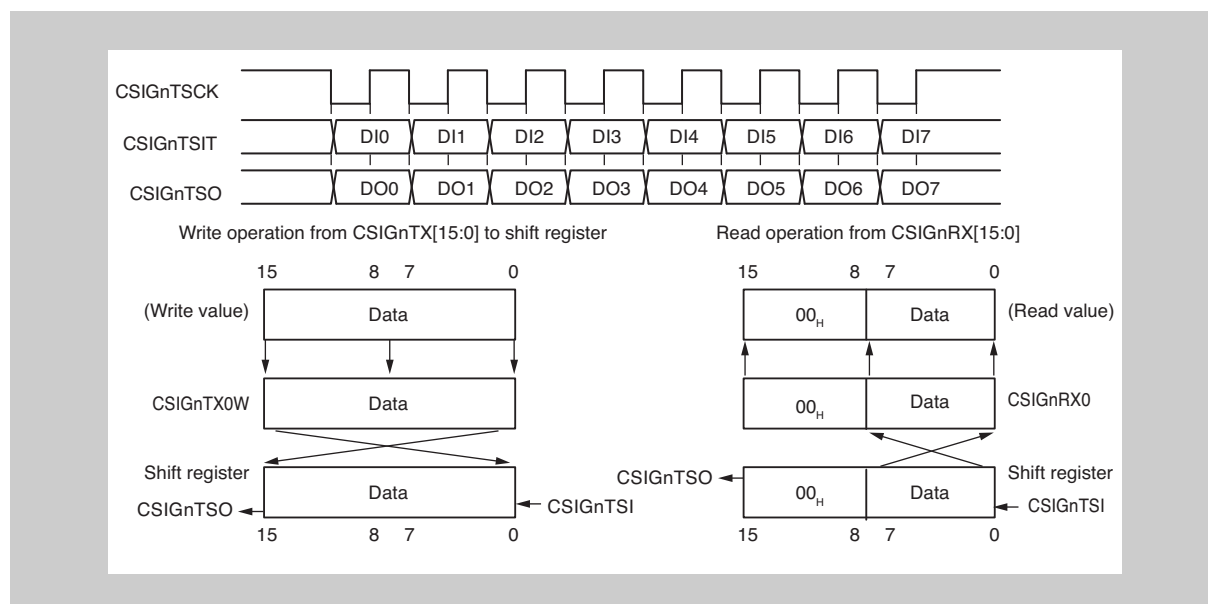 CSIGnTSCK
CSIGnTSIT DI0 DI1 DI2 DI3 DI4 DI5 DI6 DI7
CSIGnTSO DO0 DO1 DO2 DO3 DO4 DO5 DO6 DO7
Write operation from CSIGnTX[15:0] to shift register
15 8 7 0
(Write value) Data
CSIGnTX0W Data
Shift register
Data
CSIGnTSO CSIGnTSI
15 8 7 0
Read operation from CSIGnRX[15:0]
15 8 7 0
00H Data (Read value)
00H Data CSIGnRX0
Shift register
CSIGnTSO 00H Data
CSIGnTSI
15 8 7 0